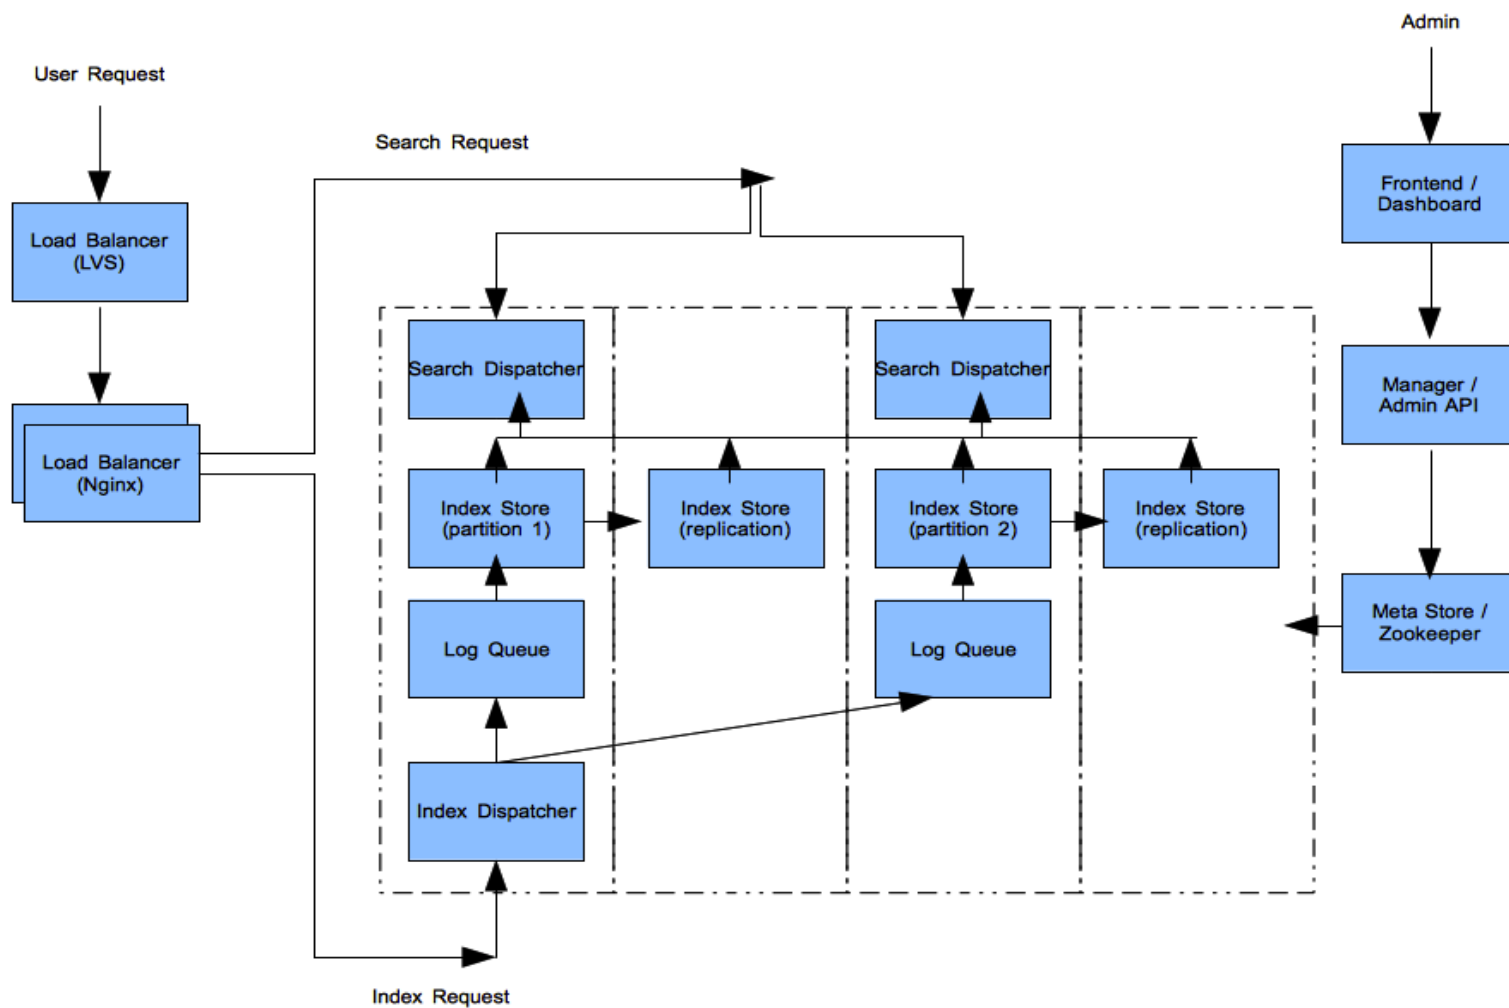 Admin
User Request
Search Request
Frontend /
Dashboard
Load Balancer
(LVS)
Search Dispatcher
Search Dispatcher
Manager /
Admin API
Load Balancer
(Nginx)
Index Store
(partition 1)
Index Store
(replication)
Index Store
(partition 2)
Index Store
(replication)
Log Queue
Log Queue
Meta Store /
Zookeeper
Index Dispatcher
Index Request